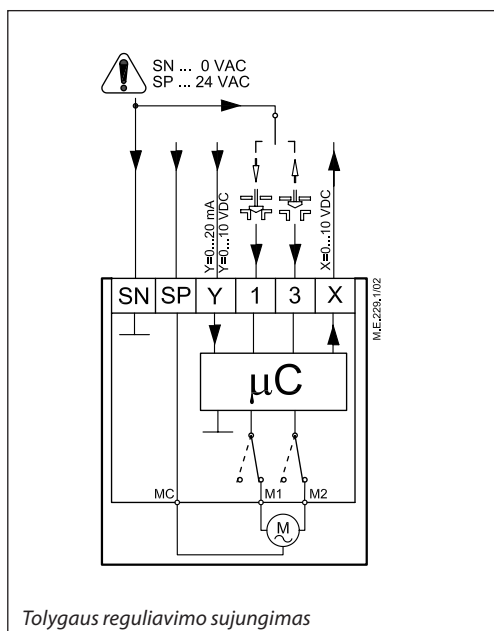 SN ... 0 VAC
SP ... 24 VAC
Y=0...20 mA
Y=0...10 VDC
X=0...10 VDC
SN SP Y 1 3 X
M.E.229.1/02
µC
MC M1 M2
M
Tolygaus reguliavimo sujungimas